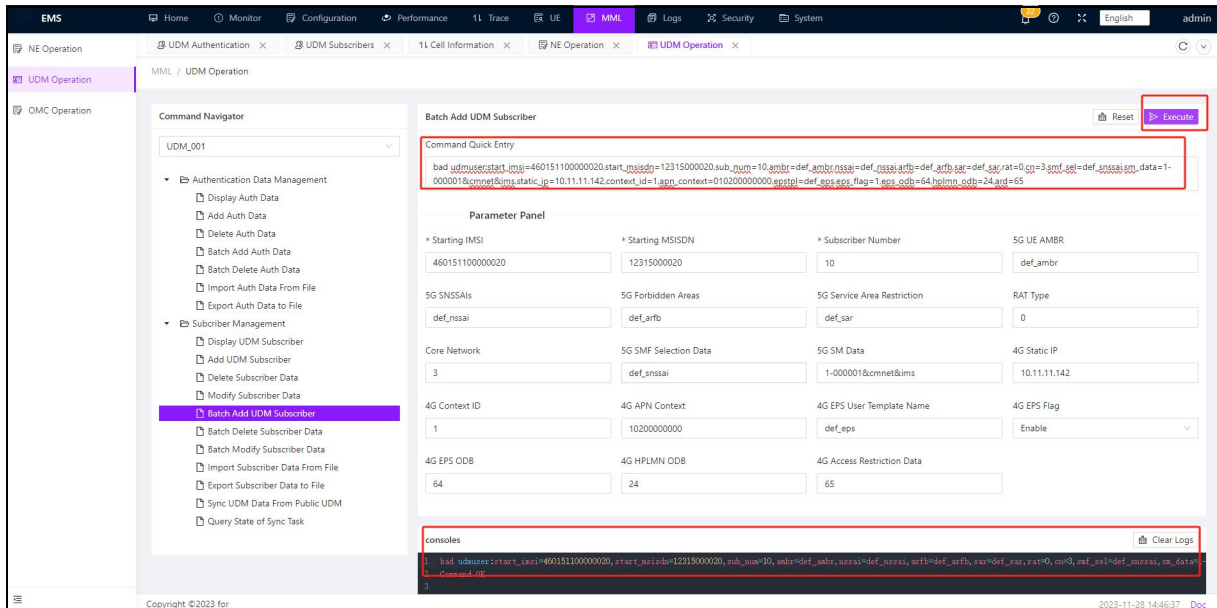 EMS Home Monitor Configuration Performance Trace UE MML Logs Security System 22 English admin
NE Operation
UDM Operation
OMC Operation
UDM Authentication × UDM Subscribers × Cell Information × NE Operation × UDM Operation ×
MML / UDM Operation
Command Navigator
UDM_001
Authentication Data Management
Display Auth Data
Add Auth Data
Delete Auth Data
Batch Add Auth Data
Batch Delete Auth Data
Import Auth Data From File
Export Auth Data to File
Subcriber Management
Display UDM Subscriber
Add UDM Subscriber
Delete Subscriber Data
Modify Subscriber Data
Batch Add UDM Subscriber
Batch Delete Subscriber Data
Batch Modify Subscriber Data
Import Subscriber Data From File
Export Subscriber Data to File
Sync UDM Data From Public UDM
Query State of Sync Task
Batch Add UDM Subscriber Reset Execute
Command Quick Entry
bad udmuser:start_imsi=460151100000020,start_msisdn=12315000020,sub_num=10,ambr=def_ambr,nssai=def_nssai,arfb=def_arfb,sar=def_sar,rat=0,cn=3,smf_sel=def_snssai,sm_data=1-
000001&cmnet&ims,static_ip=10.11.11.142,context_id=1,apn_context=010200000000,epstpl=def_eps,eps_flag=1,eps_odb=64,hplmn_odb=24,ard=65
Parameter Panel
* Starting IMSI * Starting MSISDN * Subscriber Number 5G UE AMBR
460151100000020 12315000020 10 def_ambr
5G SNSSAIs 5G Forbidden Areas 5G Service Area Restriction RAT Type
def_nssai def_arfb def_sar 0
Core Network 5G SMF Selection Data 5G SM Data 4G Static IP
3 def_snssai 1-000001&cmnet&ims 10.11.11.142
4G Context ID 4G APN Context 4G EPS User Template Name 4G EPS Flag
1 10200000000 def_eps Enable
4G EPS ODB 4G HPLMN ODB 4G Access Restriction Data
64 24 65
consoles Clear Logs
1 bad udmuser:start_imsi=460151100000020,start_msisdn=12315000020,sub_num=10,ambr=def_ambr,nssai=def_nssai,arfb=def_arfb,sar=def_sar,rat=0,cn=3,smf_sel=def_snssai,sm_data=1-
2 Command OK
3
Copyright ©2023 for 2023-11-28 14:46:37 Doc